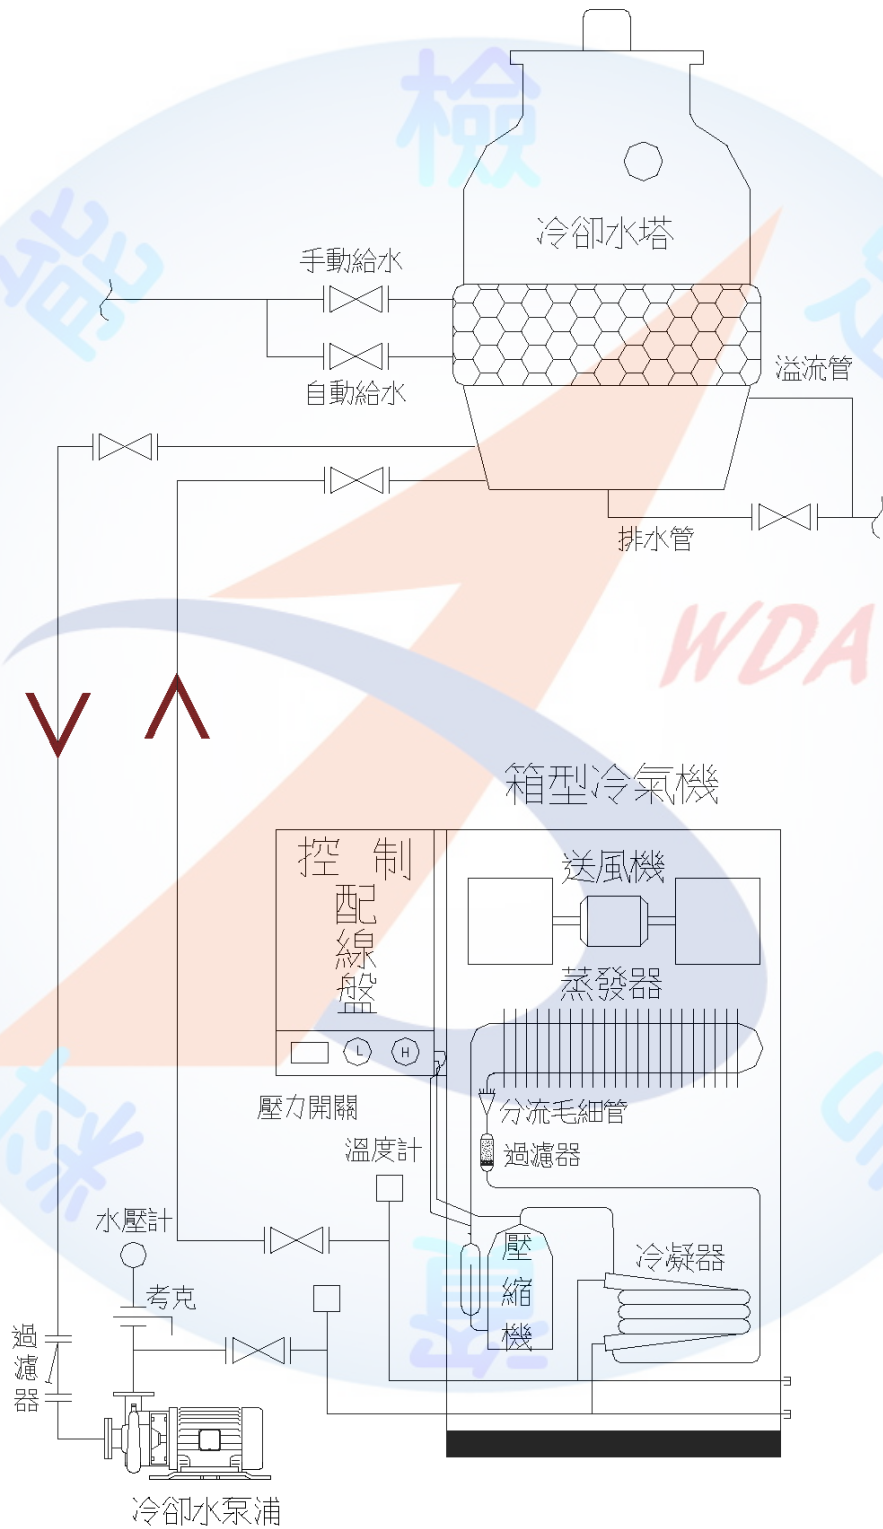 檢
能
定
冷卻水塔
手動給水
自動給水
溢流管
排水管
WDA
箱型冷氣機
控制
配
線
盤
送風機
蒸發器
L
H
壓力開關
分流毛細管
過濾器
溫度計
水壓計
考克
壓
縮
機
冷凝器
過
濾
器
冷卻水泵浦